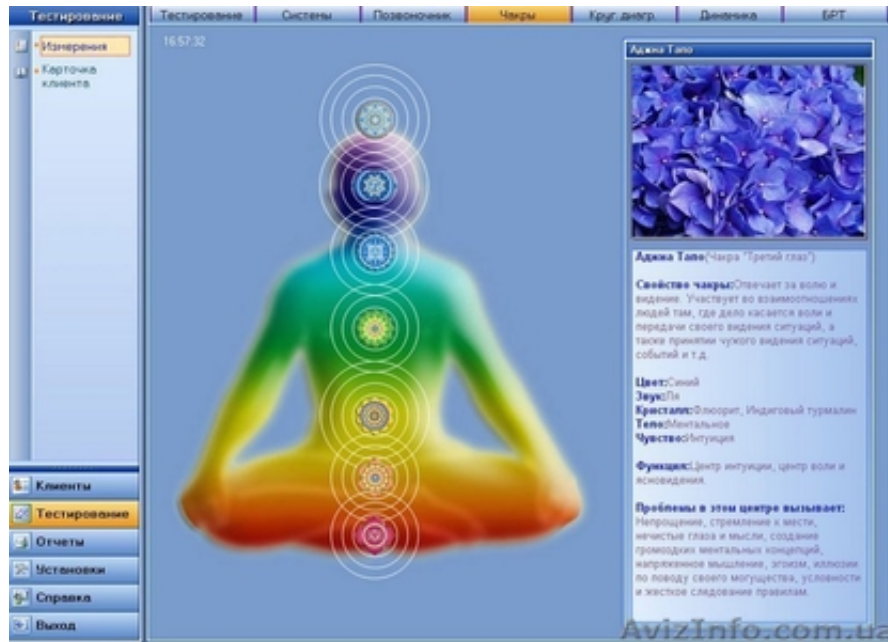 Тестирование
Измерения
Карточка
клиента
Клиенты
Тестирование
Отчеты
Установки
Справка
Выход
Тестирование Системы Позвоночник Чакры Круг. диагр. Динамика БРТ
16:57:32
Аджна Тапо
Аджна Тапо(Чакра "Третий глаз")
Свойство чакры:Отвечает за волю и
видение. Участвует во взаимоотношениях
людей там, где дело касается воли и
передачи своего видения ситуаций, а
также принятии чужого видения ситуаций,
событий и т.д.
Цвет:Синий
Звук:Ля
Кристалл:Флюорит, Индиговый турмалин
Тело:Ментальное
Чувство:Интуиция
Функция:Центр интуиции, центр воли и
ясновидения.
Проблемы в этом центре вызывает:
Непрощение, стремление к мести,
нечистые глаза и мысли, создание
громоздких ментальных концепций,
напряженное мышление, эгоизм, иллюзии
по поводу своего могущества, условности
и жесткое следование правилам.
AvizInfo.com.ua